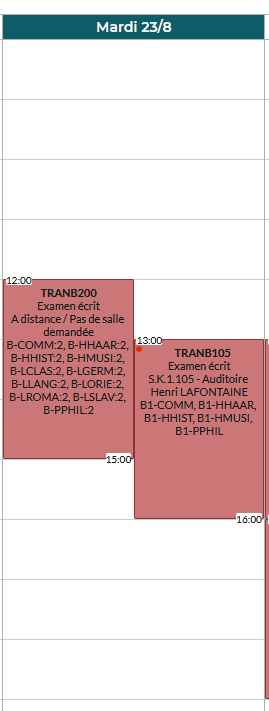 Mardi 23/8
12:00
TRANB200
Examen écrit
A distance / Pas de salle
demandée
B-COMM:2, B-HHAAR:2,
B-HHIST:2, B-HMUSI:2,
B-LCLAS:2, B-LGERM:2,
B-LLANG:2, B-LORIE:2,
B-LROMA:2, B-LSLAV:2,
B-PPHIL:2
15:00
13:00
TRANB105
Examen écrit
S.K.1.105 - Auditoire
Henri LAFONTAINE
B1-COMM, B1-HHAAR,
B1-HHIST, B1-HMUSI,
B1-PPHIL
16:00